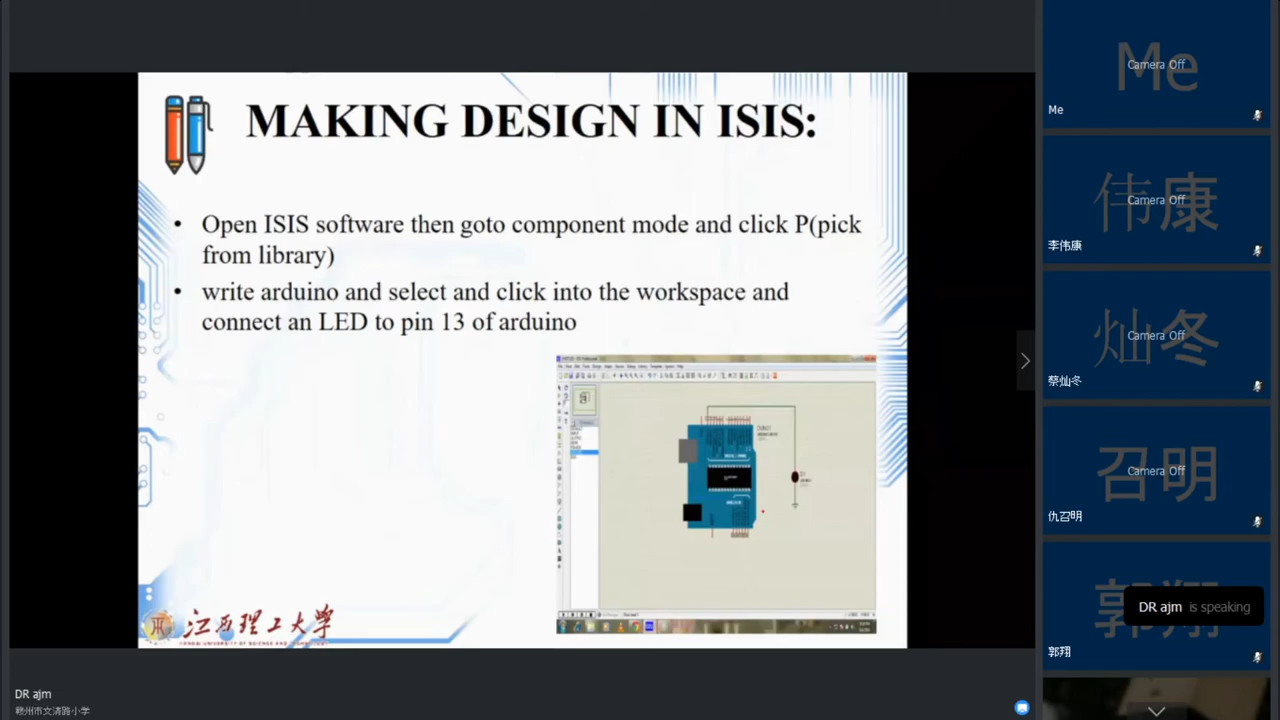 MAKING DESIGN IN ISIS:
• Open ISIS software then goto component mode and click P(pick
from library)
• write arduino and select and click into the workspace and
connect an LED to pin 13 of arduino
江西理工大学
DR ajm
赣州市文清路小学
Me
Camera Off
Me
伟康
Camera Off
李伟康
灿冬
Camera Off
蔡灿冬
召明
Camera Off
仇召明
郭翔
DR ajm is speaking
郭翔